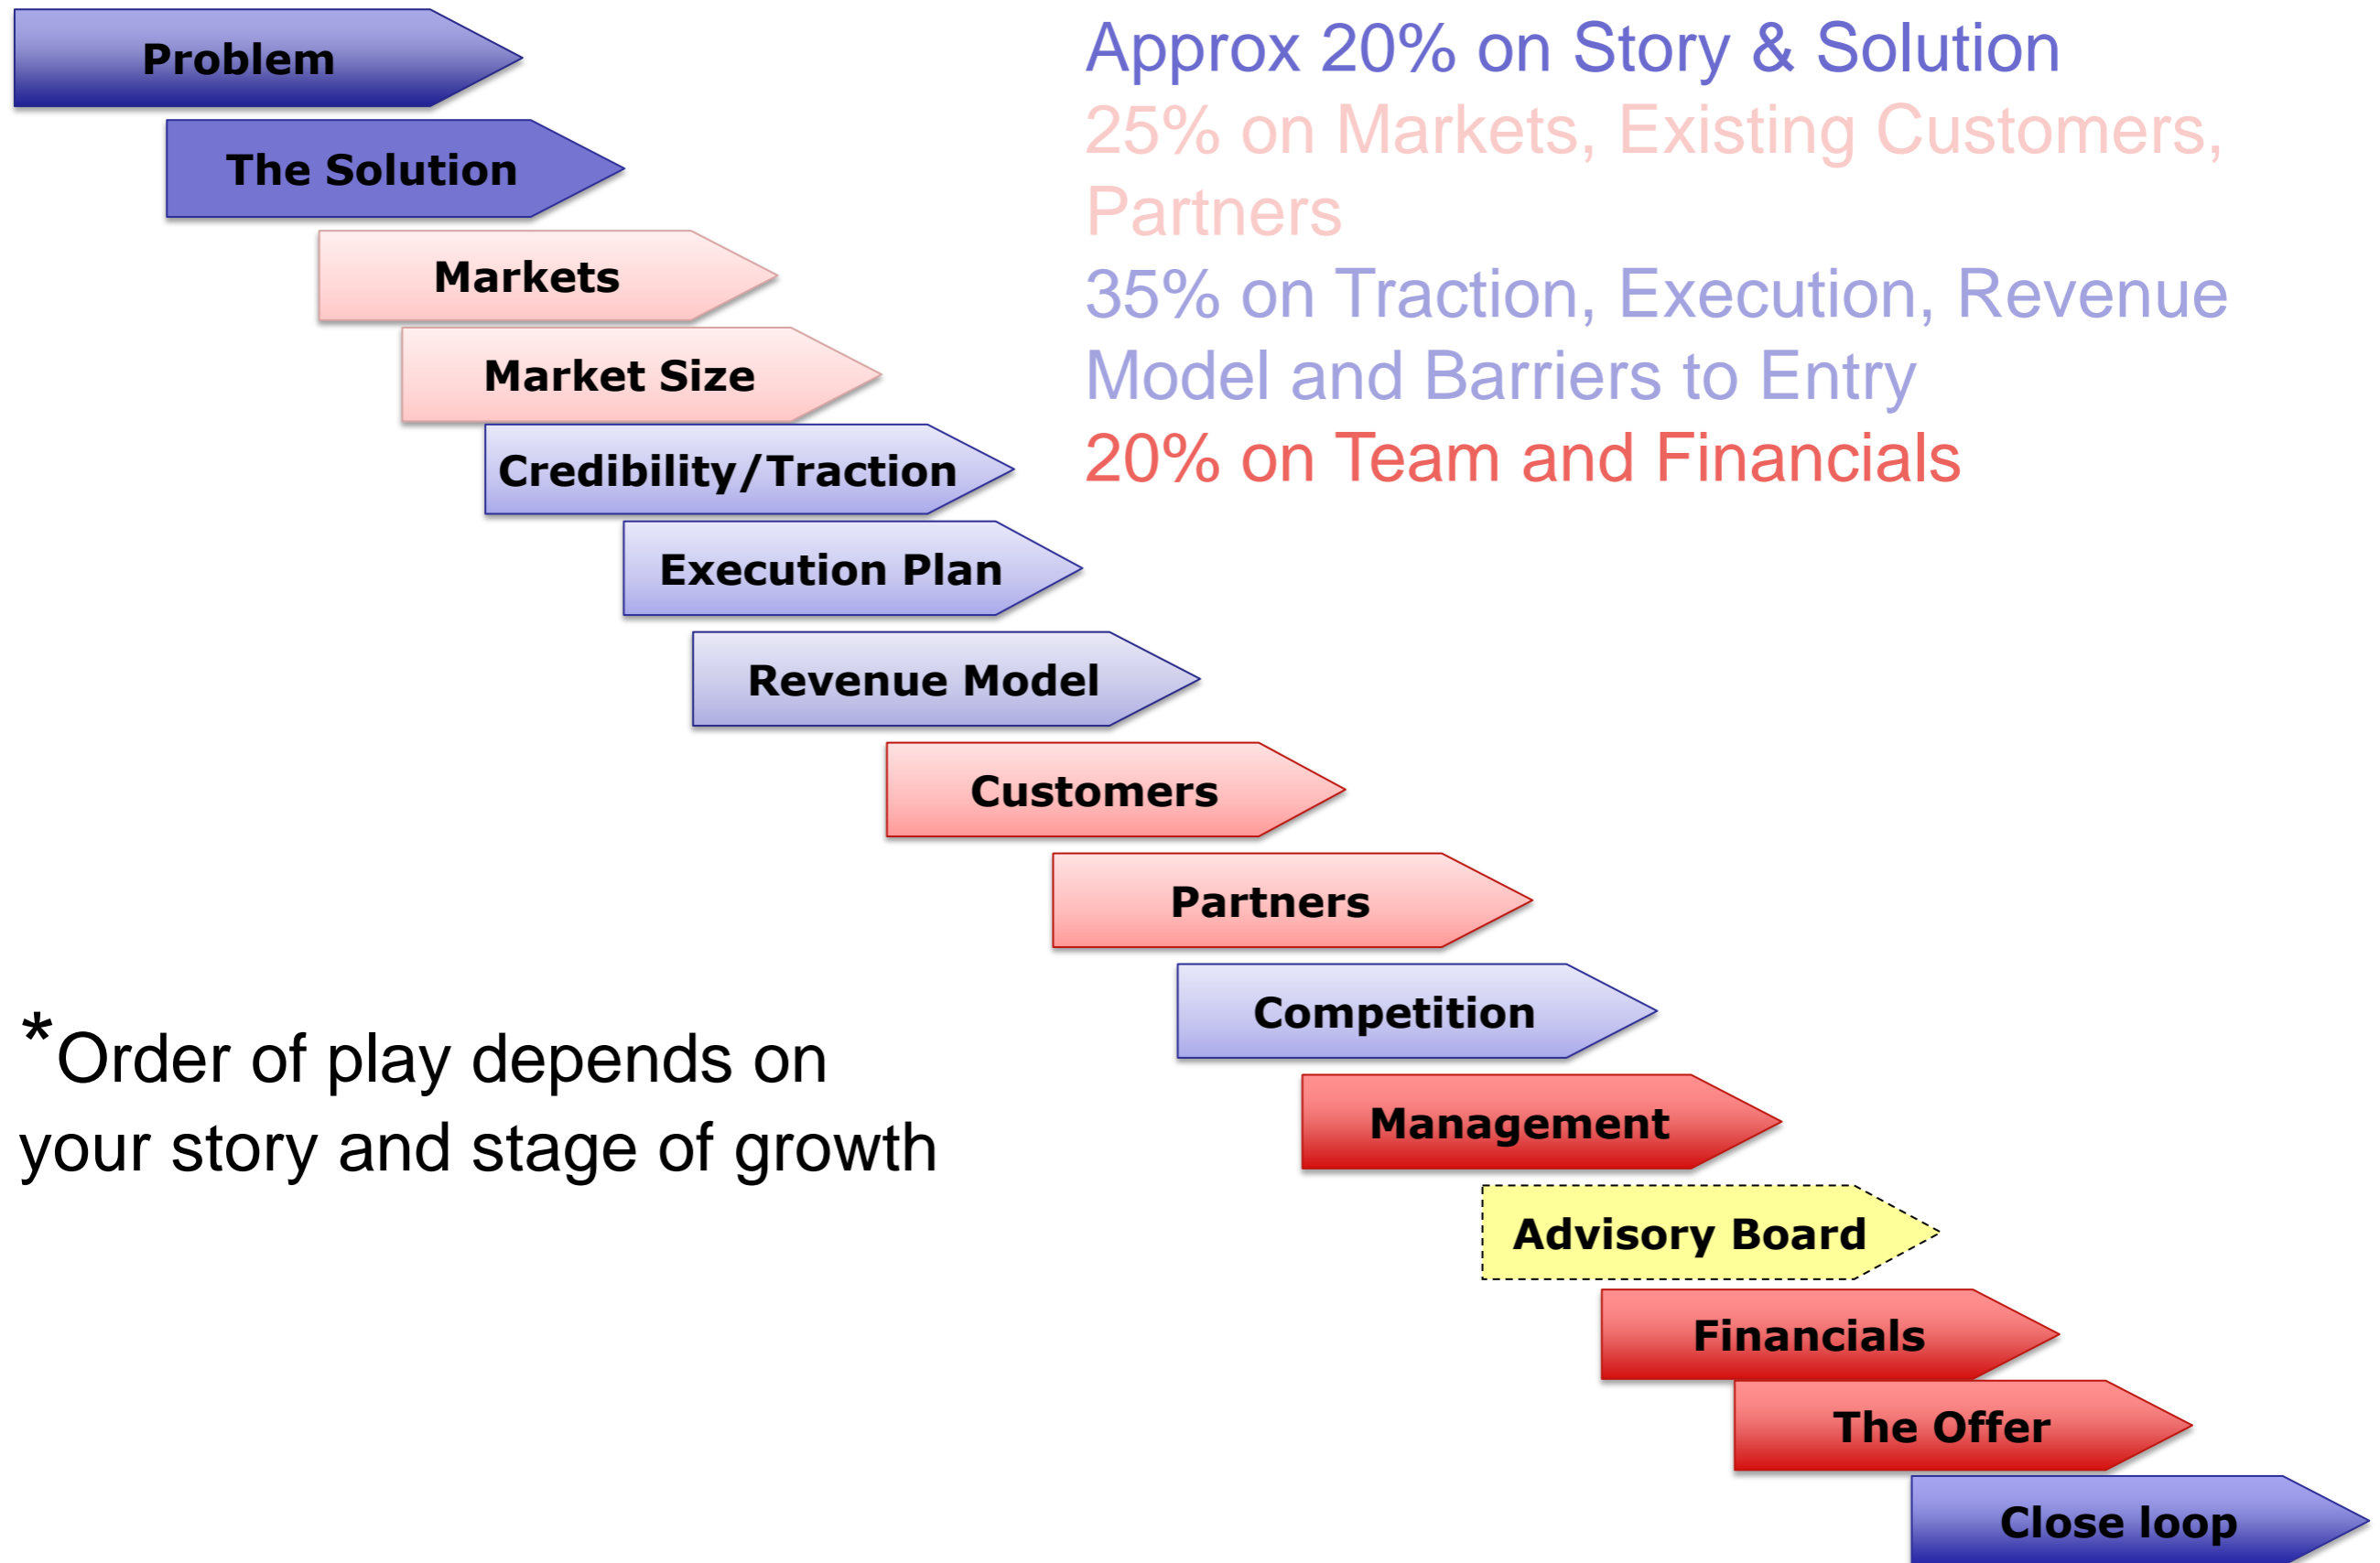 Problem
The Solution
Markets
Market Size
Credibility/Traction
Execution Plan
Revenue Model
Customers
Partners
Competition
Management
Advisory Board
Financials
The Offer
Close loop
Approx 20% on Story & Solution
25% on Markets, Existing Customers,
Partners
35% on Traction, Execution, Revenue
Model and Barriers to Entry
20% on Team and Financials
*Order of play depends on
your story and stage of growth